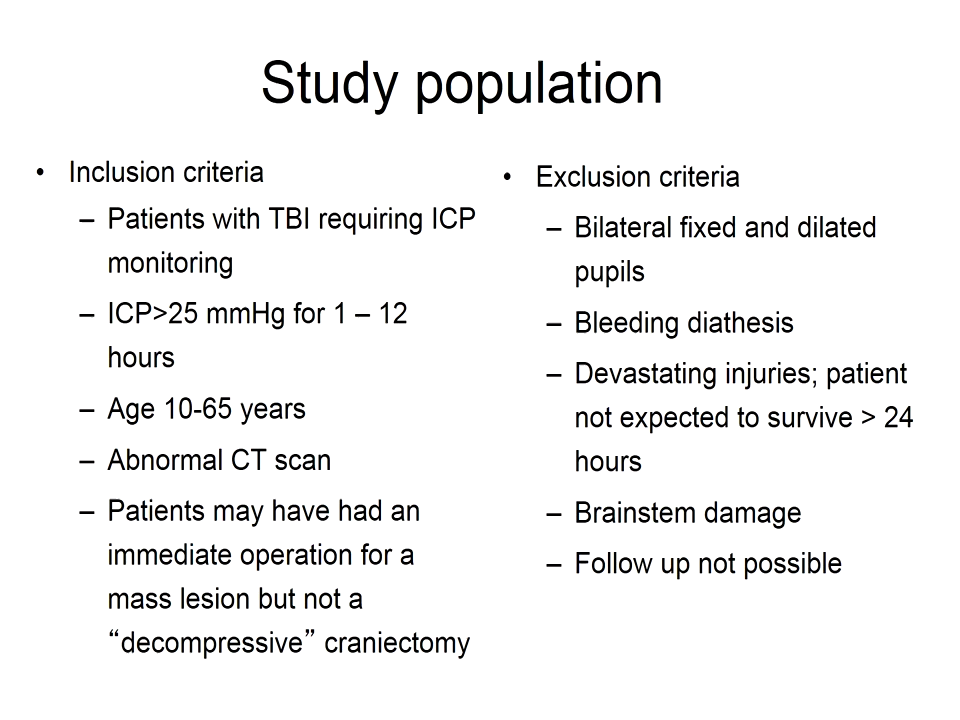 Study population
• Inclusion criteria
– Patients with TBI requiring ICP
monitoring
– ICP>25 mmHg for 1 – 12
hours
– Age 10-65 years
– Abnormal CT scan
– Patients may have had an
immediate operation for a
mass lesion but not a
“decompressive” craniectomy
• Exclusion criteria
– Bilateral fixed and dilated
pupils
– Bleeding diathesis
– Devastating injuries; patient
not expected to survive > 24
hours
– Brainstem damage
– Follow up not possible